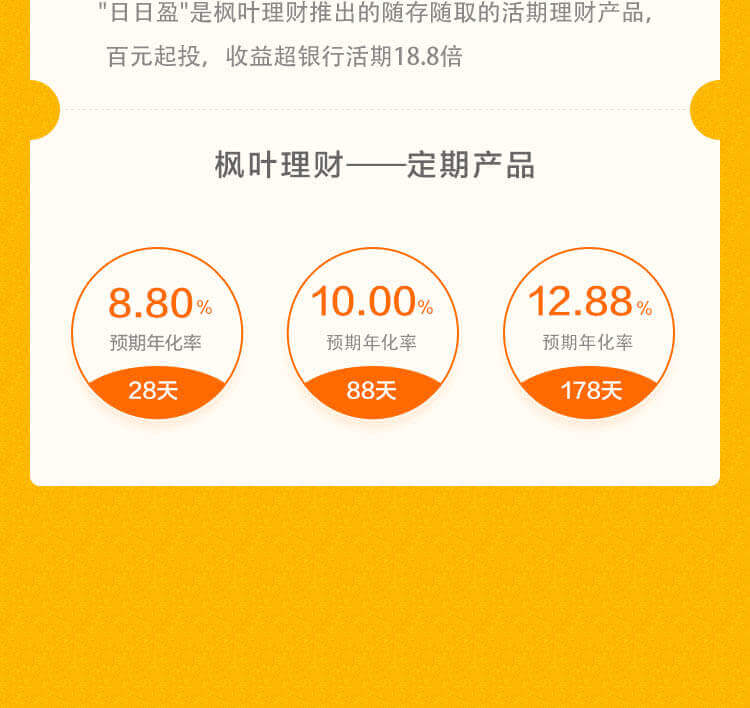 "日日盈"是枫叶理财推出的随存随取的活期理财产品，
百元起投，收益超银行活期18.8倍
枫叶理财——定期产品
8.80%
预期年化率
28天
10.00%
预期年化率
88天
12.88%
预期年化率
178天